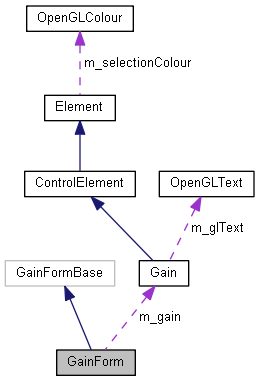 OpenGLColour
m_selectionColour
Element
ControlElement
OpenGLText
m_glText
GainFormBase
Gain
m_gain
GainForm